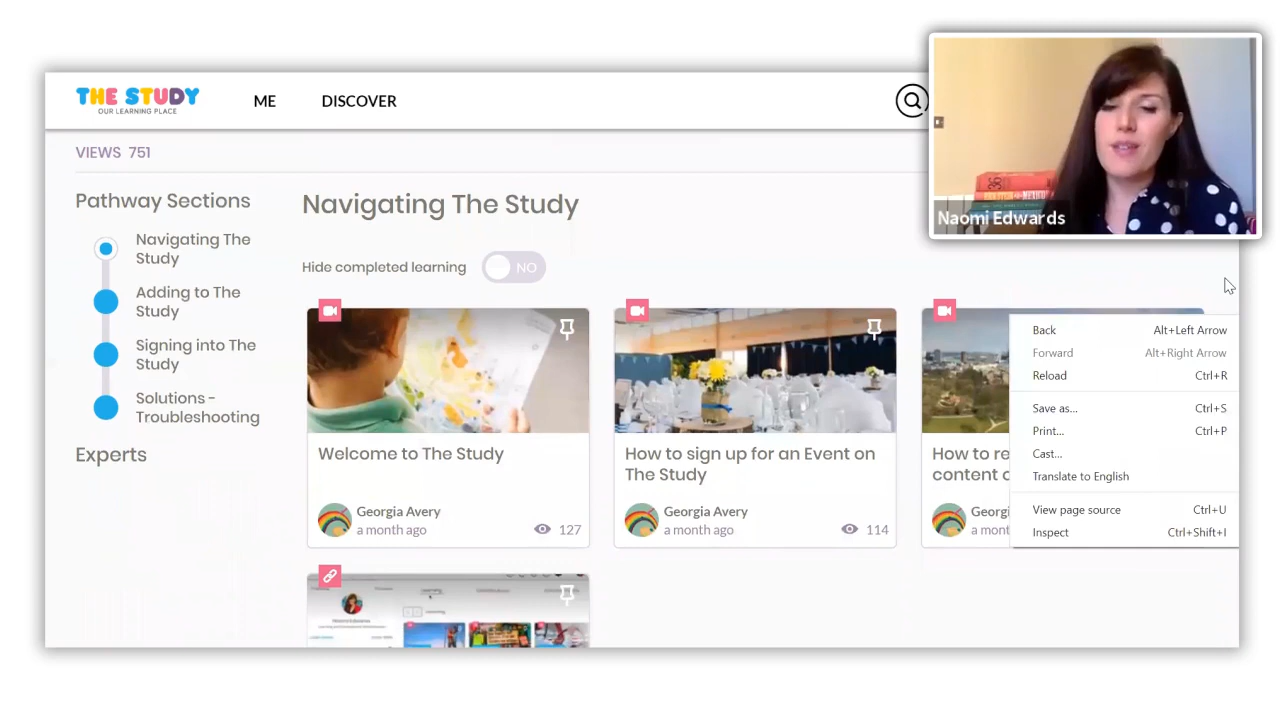 THE STUDY
OUR LEARNING PLACE
ME
DISCOVER
Naomi Edwards
VIEWS 751
Pathway Sections
Navigating The
Study
Adding to The
Study
Signing into The
Study
Solutions -
Troubleshooting
Experts
Navigating The Study
Hide completed learning
NO
Welcome to The Study
Georgia Avery
a month ago
127
How to sign up for an Event on
The Study
Georgia Avery
a month ago
114
How to re
content o
Georgi
a mont
Back Alt+Left Arrow
Forward Alt+Right Arrow
Reload Ctrl+R
Save as... Ctrl+S
Print... Ctrl+P
Cast...
Translate to English
View page source Ctrl+U
Inspect Ctrl+Shift+I